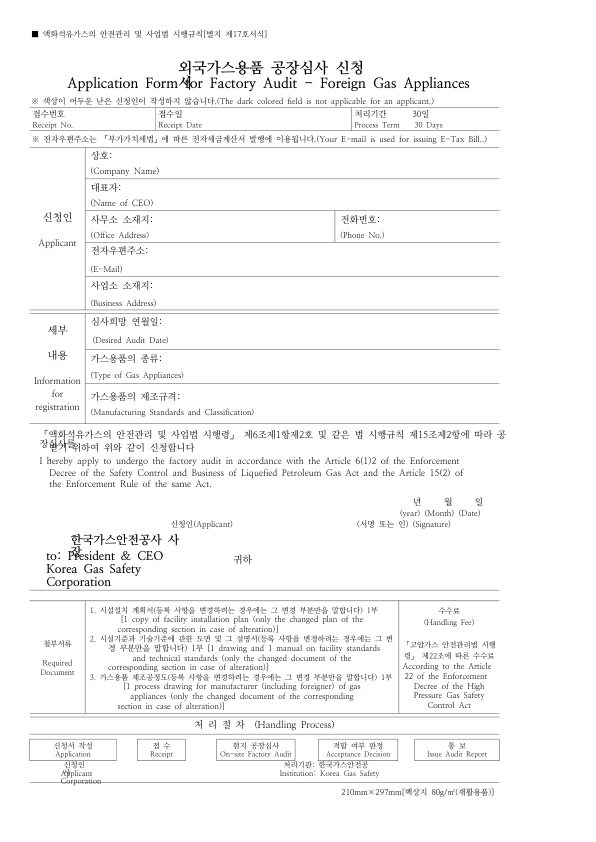 ■ 액화석유가스의 안전관리 및 사업법 시행규칙[별지 제17호서식]
외국가스용품 공장심사 신청서
Application Form for Factory Audit - Foreign Gas Appliances
※ 색상이 어두운 난은 신청인이 작성하지 않습니다.(The dark colored field is not applicable for an applicant.)
접수번호 접수일 처리기간 30일
Receipt No. Receipt Date Process Term 30 Days
※ 전자우편주소는 「부가가치세법」에 따른 전자세금계산서 발행에 이용됩니다.(Your E-mail is used for issuing E-Tax Bill..)
신청인
Applicant
상호:
(Company Name)
대표자:
(Name of CEO)
사무소 소재지: 전화번호:
(Office Address) (Phone No.)
전자우편주소:
(E-Mail)
사업소 소재지:
(Business Address)
세부
내용
Information
for
registration
심사희망 연월일:
(Desired Audit Date)
가스용품의 종류:
(Type of Gas Appliances)
가스용품의 제조규격:
(Manufacturing Standards and Classification)
「액화석유가스의 안전관리 및 사업법 시행령」 제6조제1항제2호 및 같은 법 시행규칙 제15조제2항에 따라 공
장심사를
받기 위하여 위와 같이 신청합니다
I hereby apply to undergo the factory audit in accordance with the Article 6(1)2 of the Enforcement
Decree of the Safety Control and Business of Liquefied Petroleum Gas Act and the Article 15(2) of
the Enforcement Rule of the same Act.
년 월 일
(year) (Month) (Date)
신청인(Applicant) (서명 또는 인) (Signature)
한국가스안전공사 사
장
to: President & CEO 귀하
Korea Gas Safety
Corporation
첨부서류
Required
Document
1. 시설설치 계획서(등록 사항을 변경하려는 경우에는 그 변경 부분만을 말합니다) 1부
[1 copy of facility installation plan (only the changed plan of the
corresponding section in case of alteration)]
2. 시설기준과 기술기준에 관한 도면 및 그 설명서(등록 사항을 변경하려는 경우에는 그 변
경 부분만을 말합니다) 1부 [1 drawing and 1 manual on facility standards
and technical standards (only the changed document of the
corresponding section in case of alteration)]
3. 가스용품 제조공정도(등록 사항을 변경하려는 경우에는 그 변경 부분만을 말합니다) 1부
[1 process drawing for manufacturer (including foreigner) of gas
appliances (only the changed document of the corresponding
section in case of alteration)]
수수료
(Handling Fee)
「고압가스 안전관리법 시행
령」 제22조에 따른 수수료
According to the Article
22 of the Enforcement
Decree of the High
Pressure Gas Safety
Control Act
처 리 절 차 (Handling Process)
신청서 작성 접 수 현지 공장심사 적합 여부 판정 통 보
Application Receipt On-site Factory Audit Acceptance Decision Issue Audit Report
신청인 처리기관: 한국가스안전공
사
Applicant Institution: Korea Gas Safety
Corporation
210mm×297mm[백상지 80g/㎡(재활용품)]